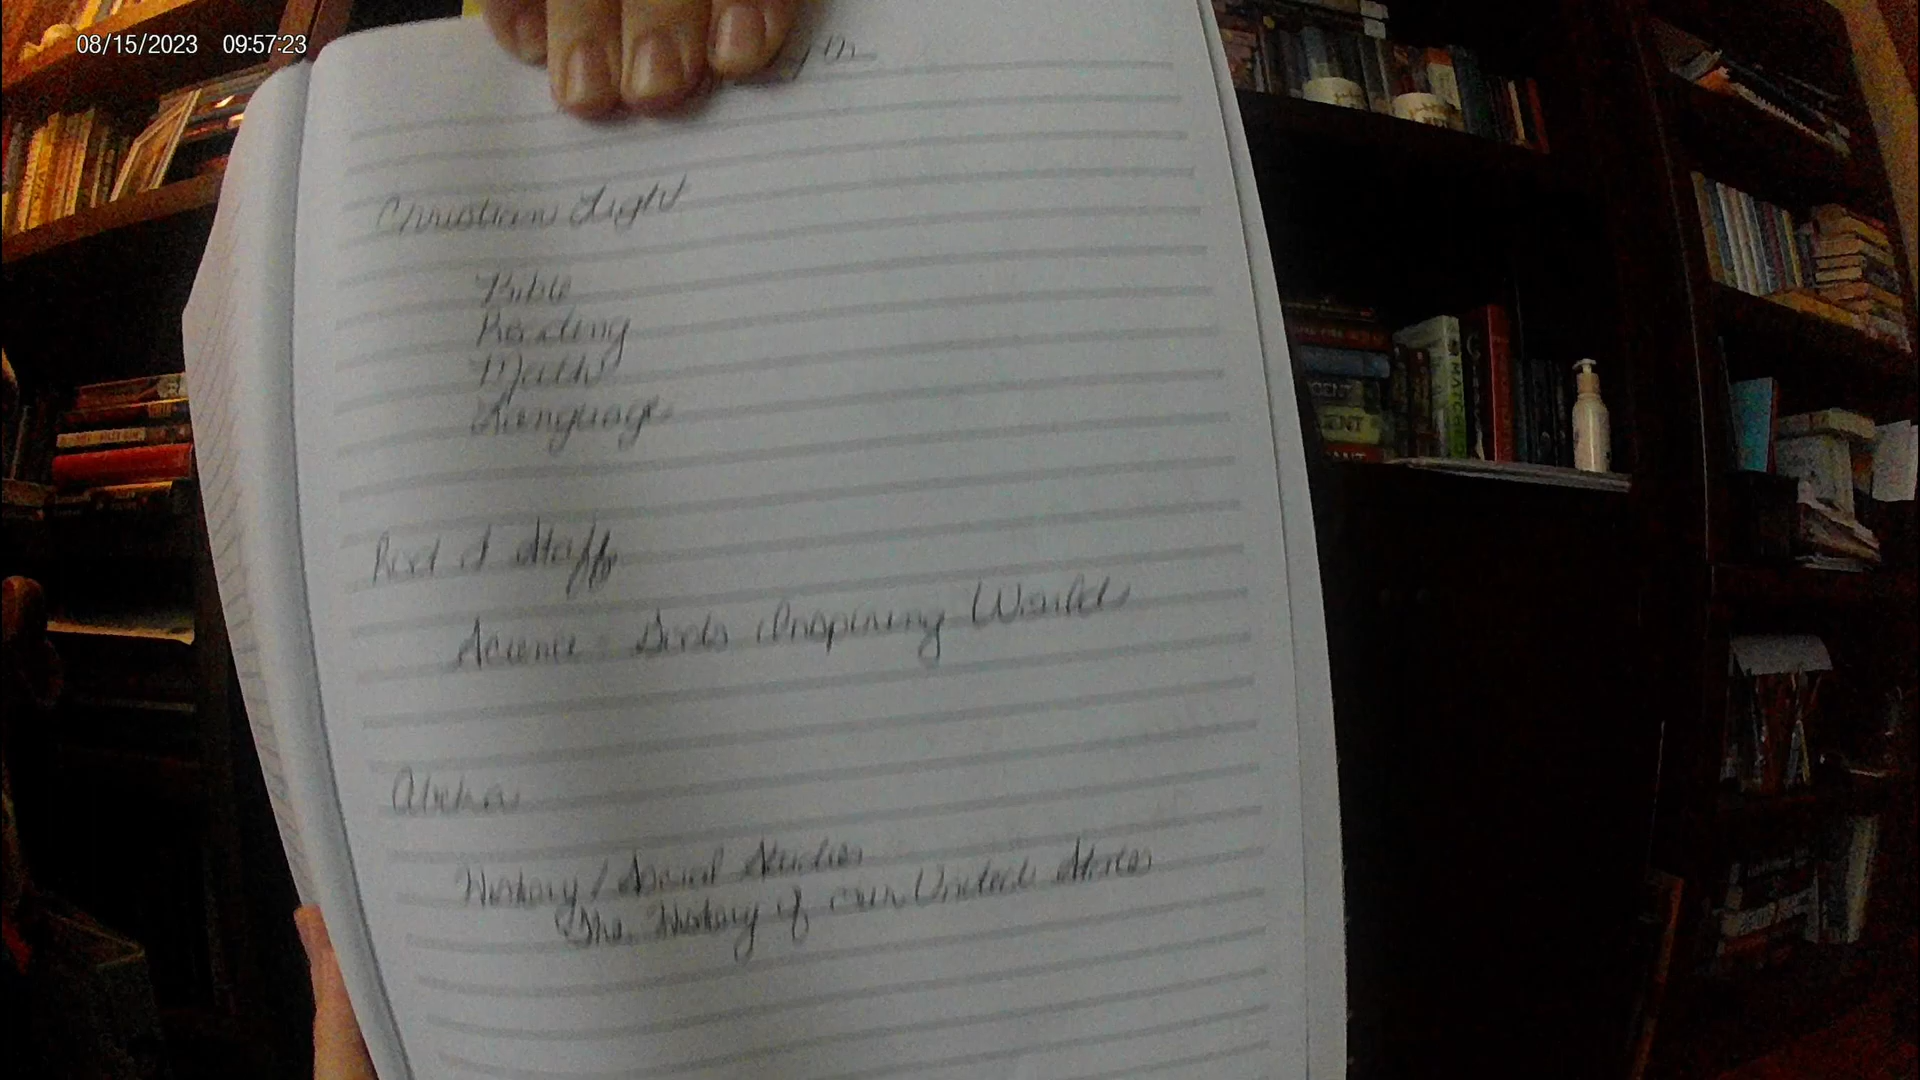 08/15/2023 09:57:23
Christian Light
Bible
Reading
Math
Language
Rod & Staff
Science - Gods Inspiring World
Abeka
History / Social Studies
The History of our United States